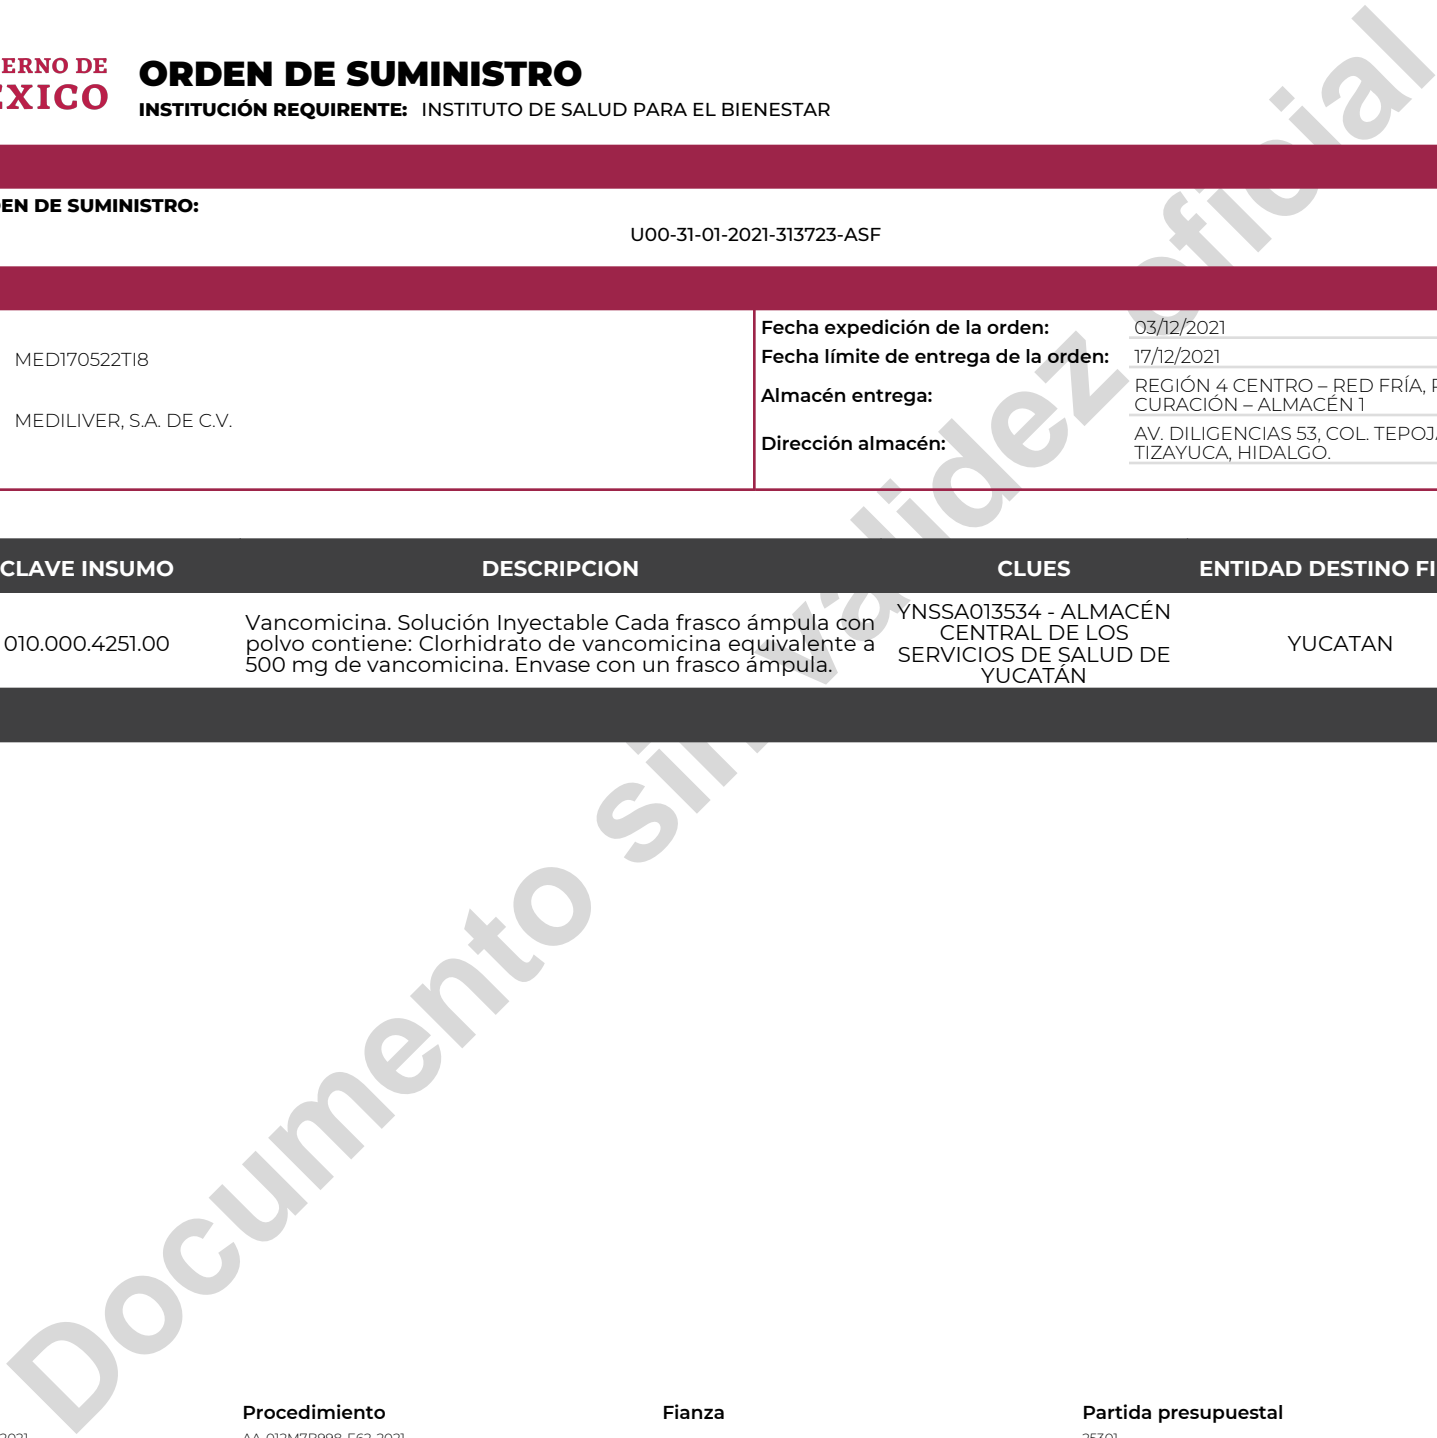 ERNO DE
EXICO
ORDEN DE SUMINISTRO
INSTITUCIÓN REQUIRENTE: INSTITUTO DE SALUD PARA EL BIENESTAR
EN DE SUMINISTRO:
U00-31-01-2021-313723-ASF
MED170522TI8
MEDILIVER, S.A. DE C.V.
Fecha expedición de la orden: 03/12/2021
Fecha límite de entrega de la orden: 17/12/2021
Almacén entrega: REGIÓN 4 CENTRO – RED FRÍA,
CURACIÓN – ALMACÉN 1
Dirección almacén: AV. DILIGENCIAS 53, COL. TEPOJ
TIZAYUCA, HIDALGO.
CLAVE INSUMO DESCRIPCION CLUES ENTIDAD DESTINO FI
010.000.4251.00
Vancomicina. Solución Inyectable Cada frasco ámpula con
polvo contiene: Clorhidrato de vancomicina equivalente a
500 mg de vancomicina. Envase con un frasco ámpula.
YNSSA013534 - ALMACÉN
CENTRAL DE LOS
SERVICIOS DE SALUD DE
YUCATÁN
YUCATAN
Documento sin validez oficial
Procedimiento Fianza Partida presupuestal